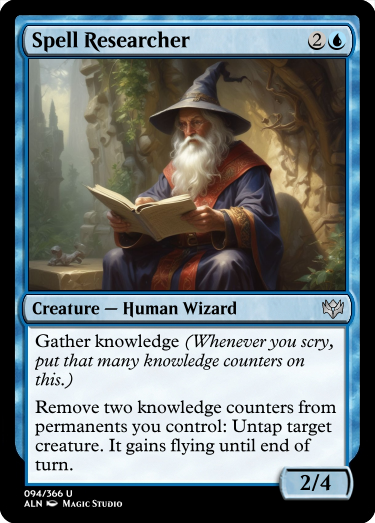 Spell Researcher 2
Creature — Human Wizard
Gather knowledge (Whenever you scry,
put that many knowledge counters on
this.)
Remove two knowledge counters from
permanents you control: Untap target
creature. It gains flying until end of
turn.
2/4
094/366 U
ALN Magic Studio